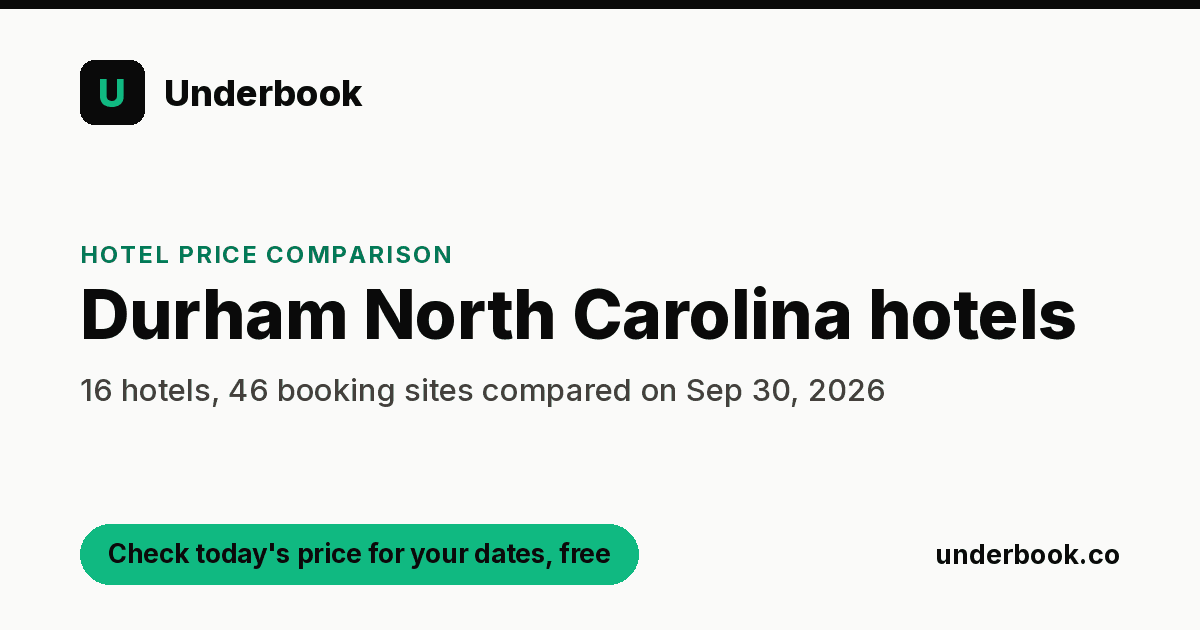 U Underbook
HOTEL PRICE COMPARISON
Durham North Carolina hotels
16 hotels, 46 booking sites compared on Sep 30, 2026
Check today's price for your dates, free
underbook.co